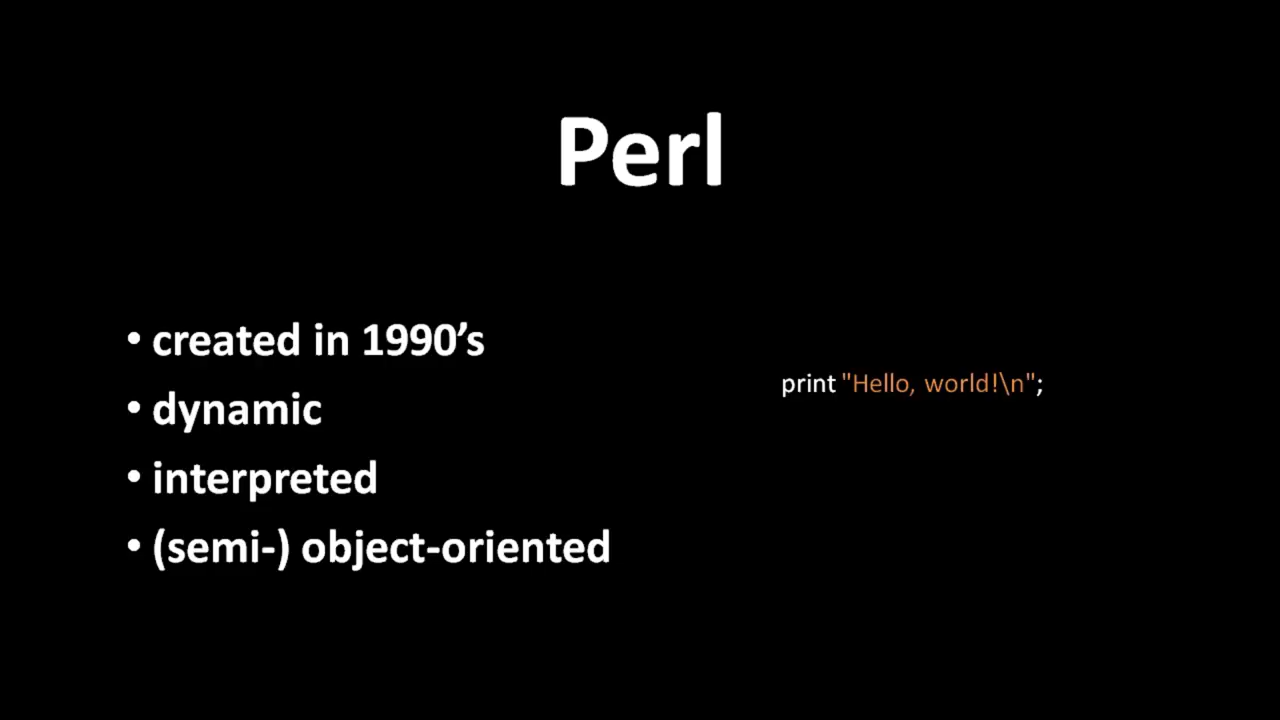 Perl
• created in 1990’s
• dynamic
• interpreted
• (semi-) object-oriented
print "Hello, world!\n";